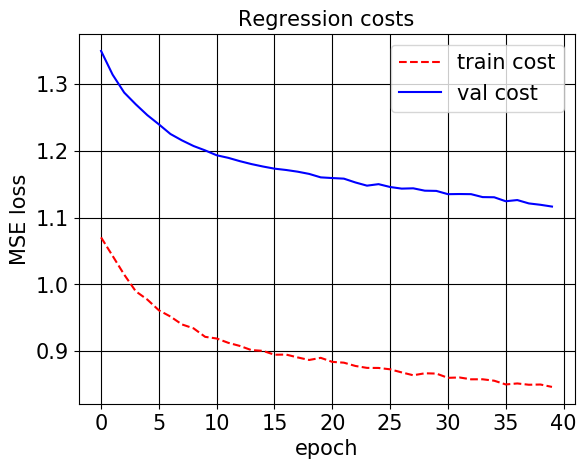 Regression costs
train cost
val cost
MSE loss
1.3
1.2
1.1
1.0
0.9
0 5 10 15 20 25 30 35 40
epoch